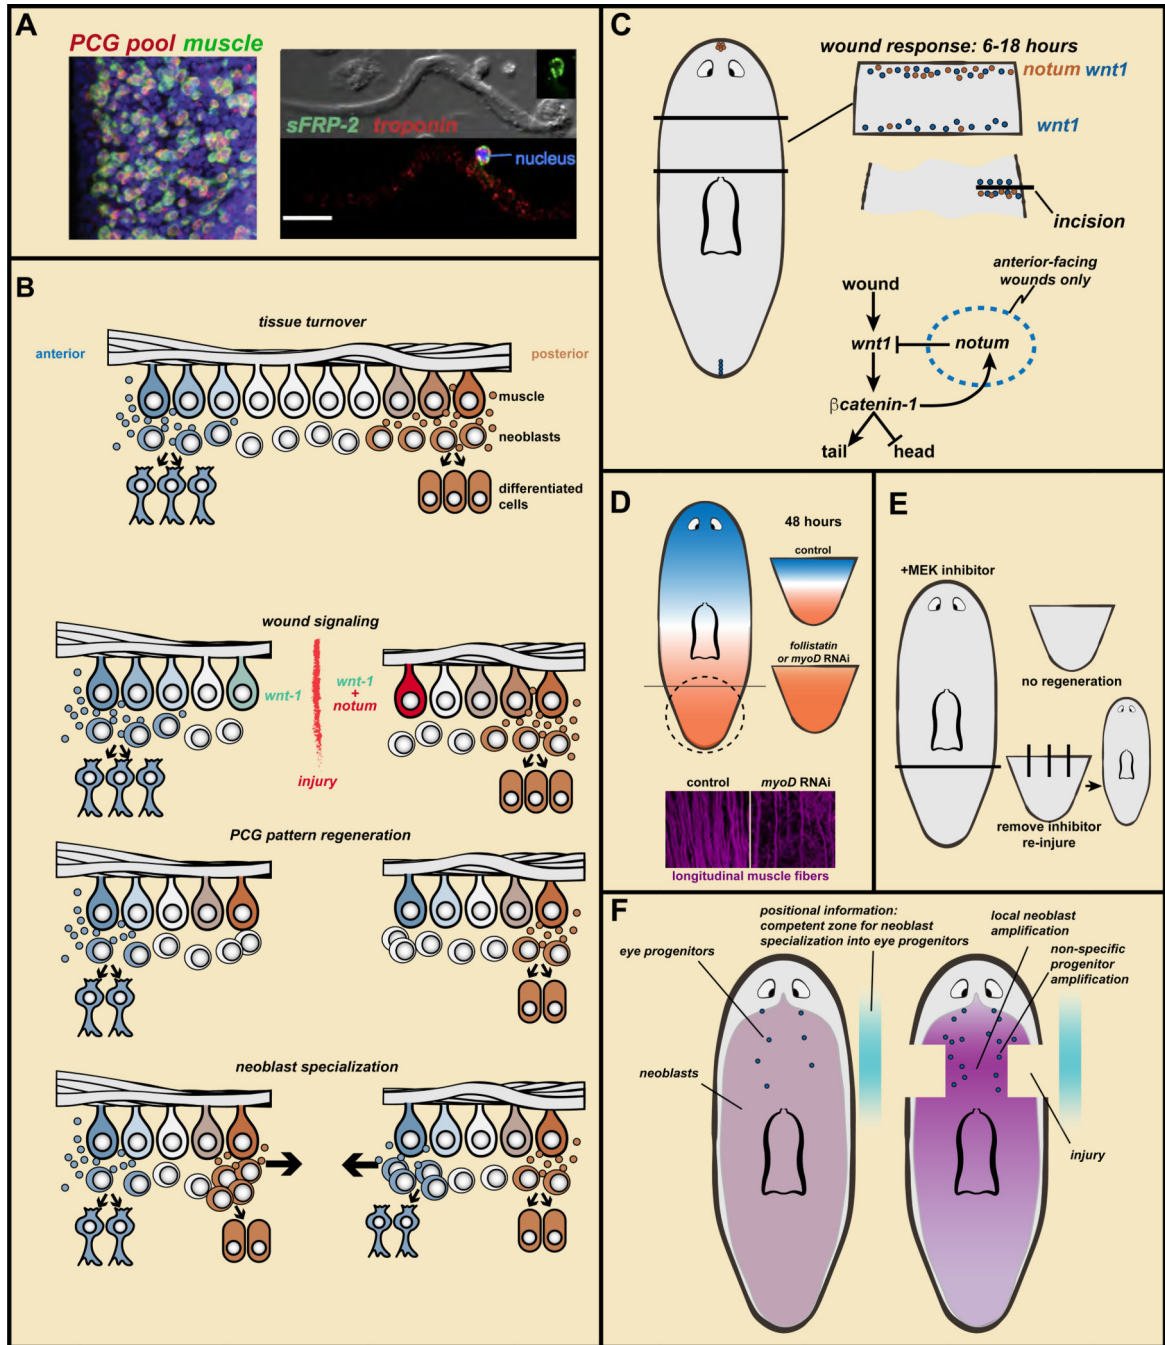 A
PCG pool muscle
sFRP-2 troponin
nucleus
B
tissue turnover
anterior
posterior
muscle
neoblasts
differentiated
cells
wound signaling
wnt-1
wnt-1
+
notum
injury
PCG pattern regeneration
neoblast specialization
C
wound response: 6-18 hours
notum wnt1
wnt1
incision
anterior-facing
wounds only
wound
wnt1
notum
βcatenin-1
tail
head
D
48 hours
control
follistatin
or myoD RNAi
control
myoD RNAi
longitudinal muscle fibers
E
+MEK inhibitor
no regeneration
remove inhibitor
re-injure
F
positional information:
competent zone for neoblast
specialization into eye progenitors
eye progenitors
neoblasts
local neoblast
amplification
non-specific
progenitor
amplification
injury